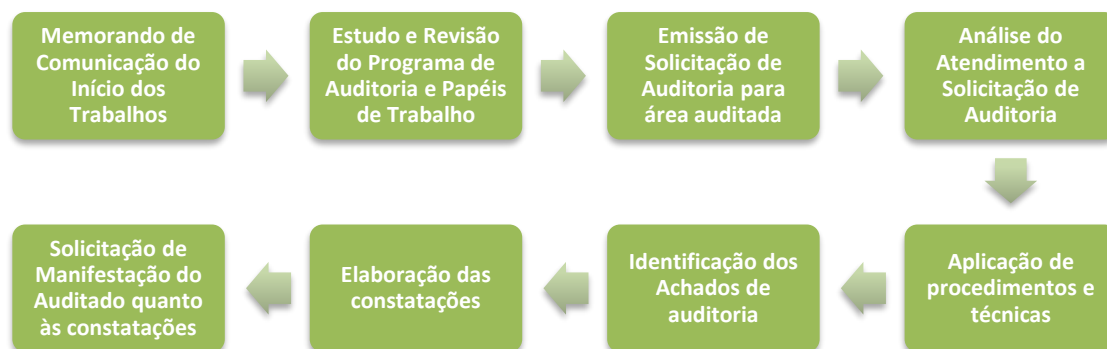 Memorando de
Comunicação do
Início dos
Trabalhos
Estudo e Revisão
do Programa de
Auditoria e Papéis
de Trabalho
Emissão de
Solicitação de
Auditoria para
área auditada
Análise do
Atendimento a
Solicitação de
Auditoria
Aplicação de
procedimentos e
técnicas
Identificação dos
Achados de
auditoria
Elaboração das
constatações
Solicitação de
Manifestação do
Auditado quanto
às constatações